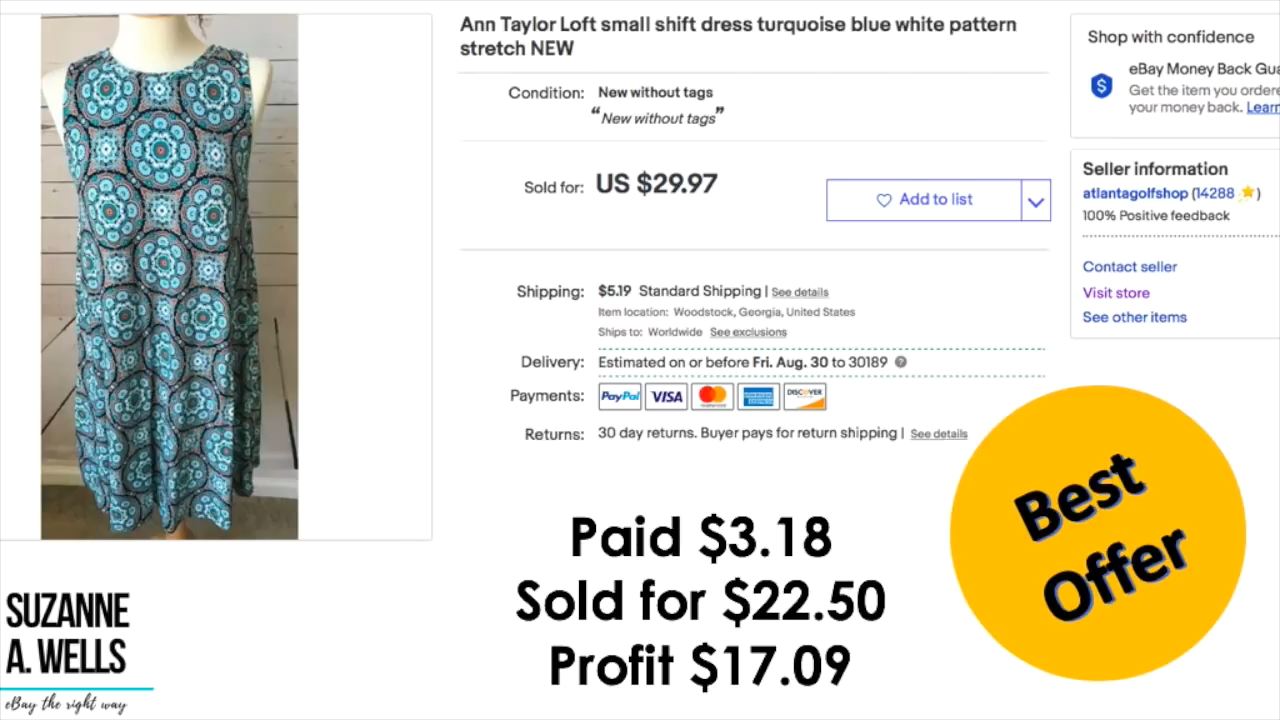 Ann Taylor Loft small shift dress turquoise blue white pattern
stretch NEW
Condition: New without tags
“New without tags”
Sold for: US $29.97
Add to list
Shipping: $5.19 Standard Shipping | See details
Item location: Woodstock, Georgia, United States
Ships to: Worldwide See exclusions
Delivery: Estimated on or before Fri. Aug. 30 to 30189
Payments: PayPal VISA mastercard AMERICAN EXPRESS DISCOVER
Returns: 30 day returns. Buyer pays for return shipping | See details
Shop with confidence
eBay Money Back Gua
Get the item you ordere
your money back. Learn
Seller information
atlantagolfshop (14288)
100% Positive feedback
Contact seller
Visit store
See other items
Paid $3.18
Sold for $22.50
Profit $17.09
Best
Offer
SUZANNE
A. WELLS
eBay the right way